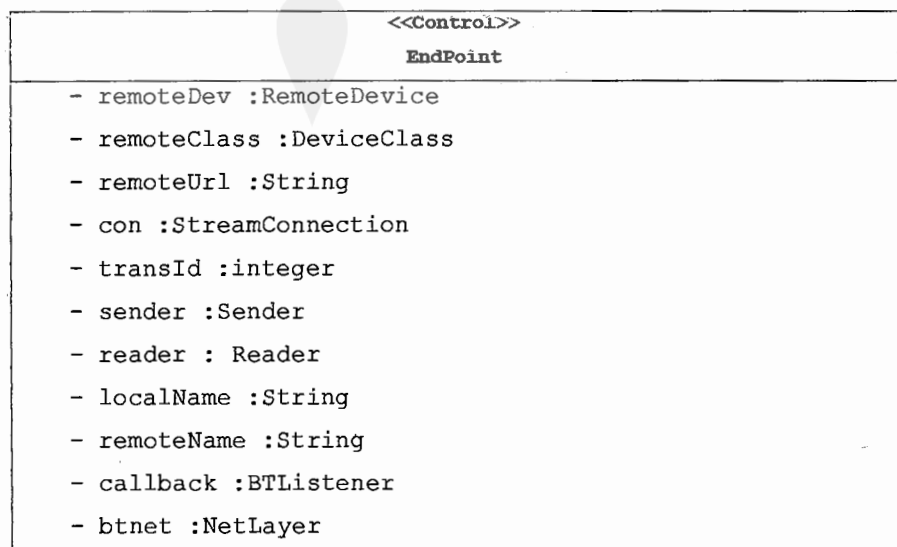 <<Control>>
EndPoint
- remoteDev :RemoteDevice
- remoteClass :DeviceClass
- remoteUrl :String
- con :StreamConnection
- transId :integer
- sender :Sender
- reader : Reader
- localName :String
- remoteName :String
- callback :BTListener
- btnet :NetLayer